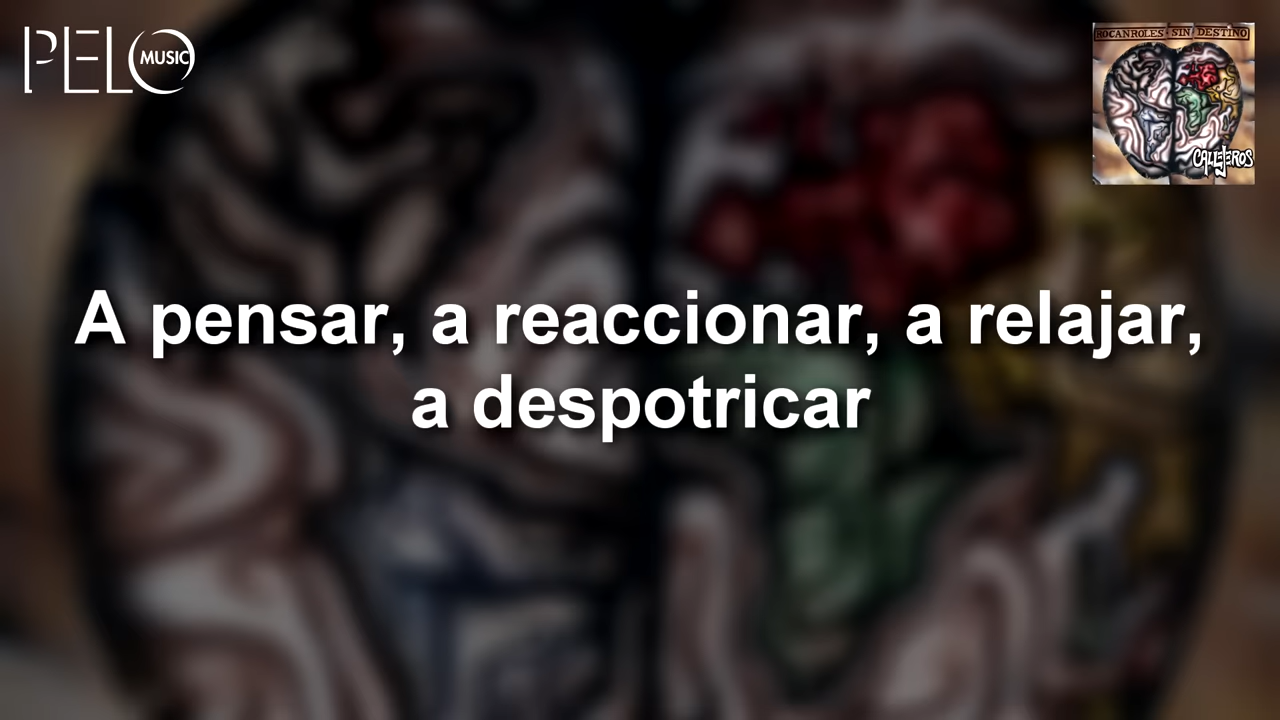 PELO MUSIC
ROCANROLES SIN DESTINO
CALLEJEROS
A pensar, a reaccionar, a relajar,
a despotricar